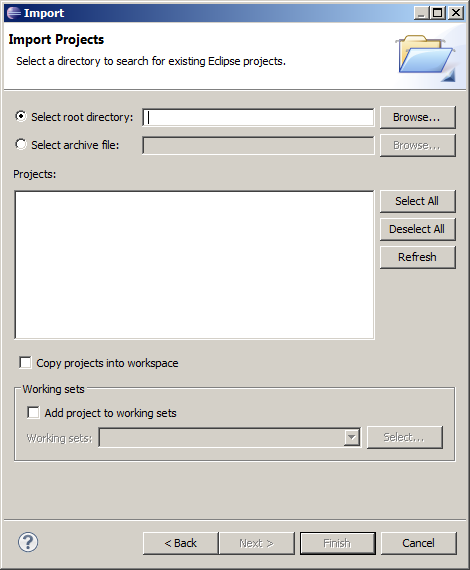 Import
Import Projects
Select a directory to search for existing Eclipse projects.
Select root directory:
Browse...
Select archive file:
Browse...
Projects:
Select All
Deselect All
Refresh
Copy projects into workspace
Working sets
Add project to working sets
Working sets:
Select...
?
< Back
Next >
Finish
Cancel